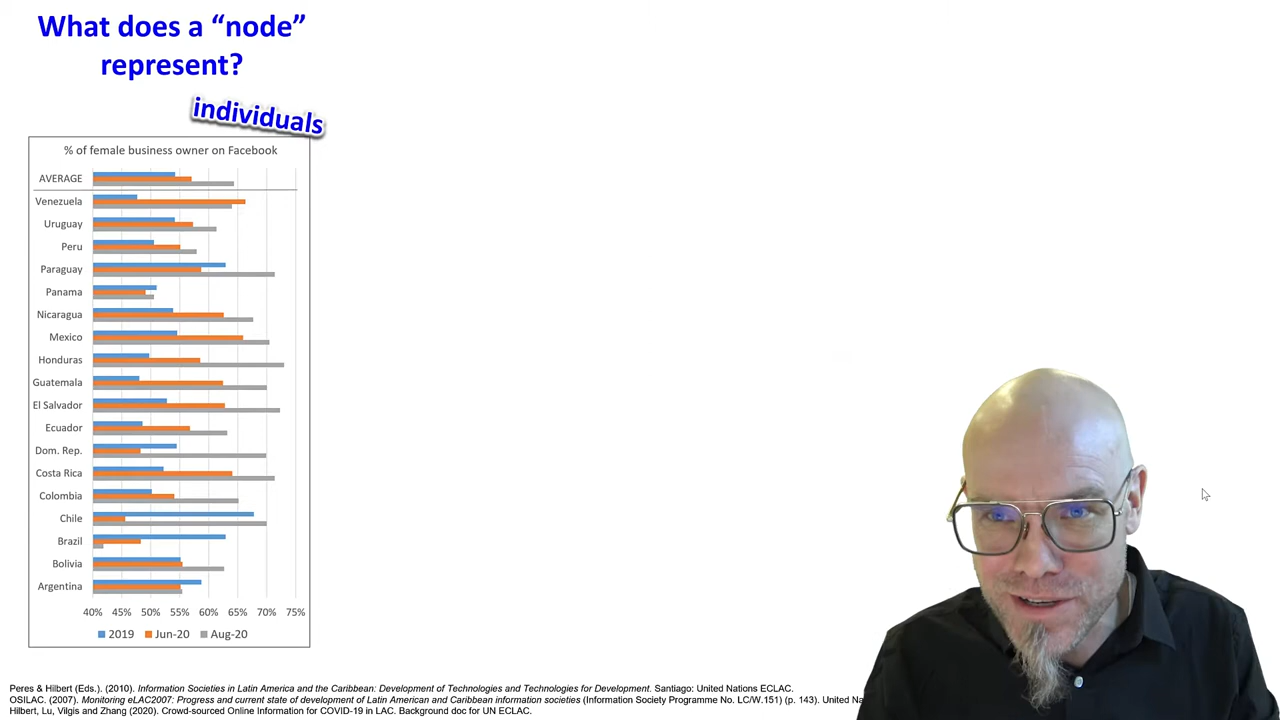 What does a “node”
represent?
individuals
% of female business owner on Facebook
AVERAGE
Venezuela
Uruguay
Peru
Paraguay
Panama
Nicaragua
Mexico
Honduras
Guatemala
El Salvador
Ecuador
Dom. Rep.
Costa Rica
Colombia
Chile
Brazil
Bolivia
Argentina
40% 45% 50% 55% 60% 65% 70% 75%
2019 Jun-20 Aug-20
Peres & Hilbert (Eds.). (2010). Information Societies in Latin America and the Caribbean: Development of Technologies and Technologies for Development. Santiago: United Nations ECLAC.
OSILAC. (2007). Monitoring eLAC2007: Progress and current state of development of Latin American and Caribbean information societies (Information Society Programme No. LC/W.151) (p. 143). United Na
Hilbert, Lu, Vilgis and Zhang (2020). Crowd-sourced Online Information for COVID-19 in LAC. Background doc for UN ECLAC.